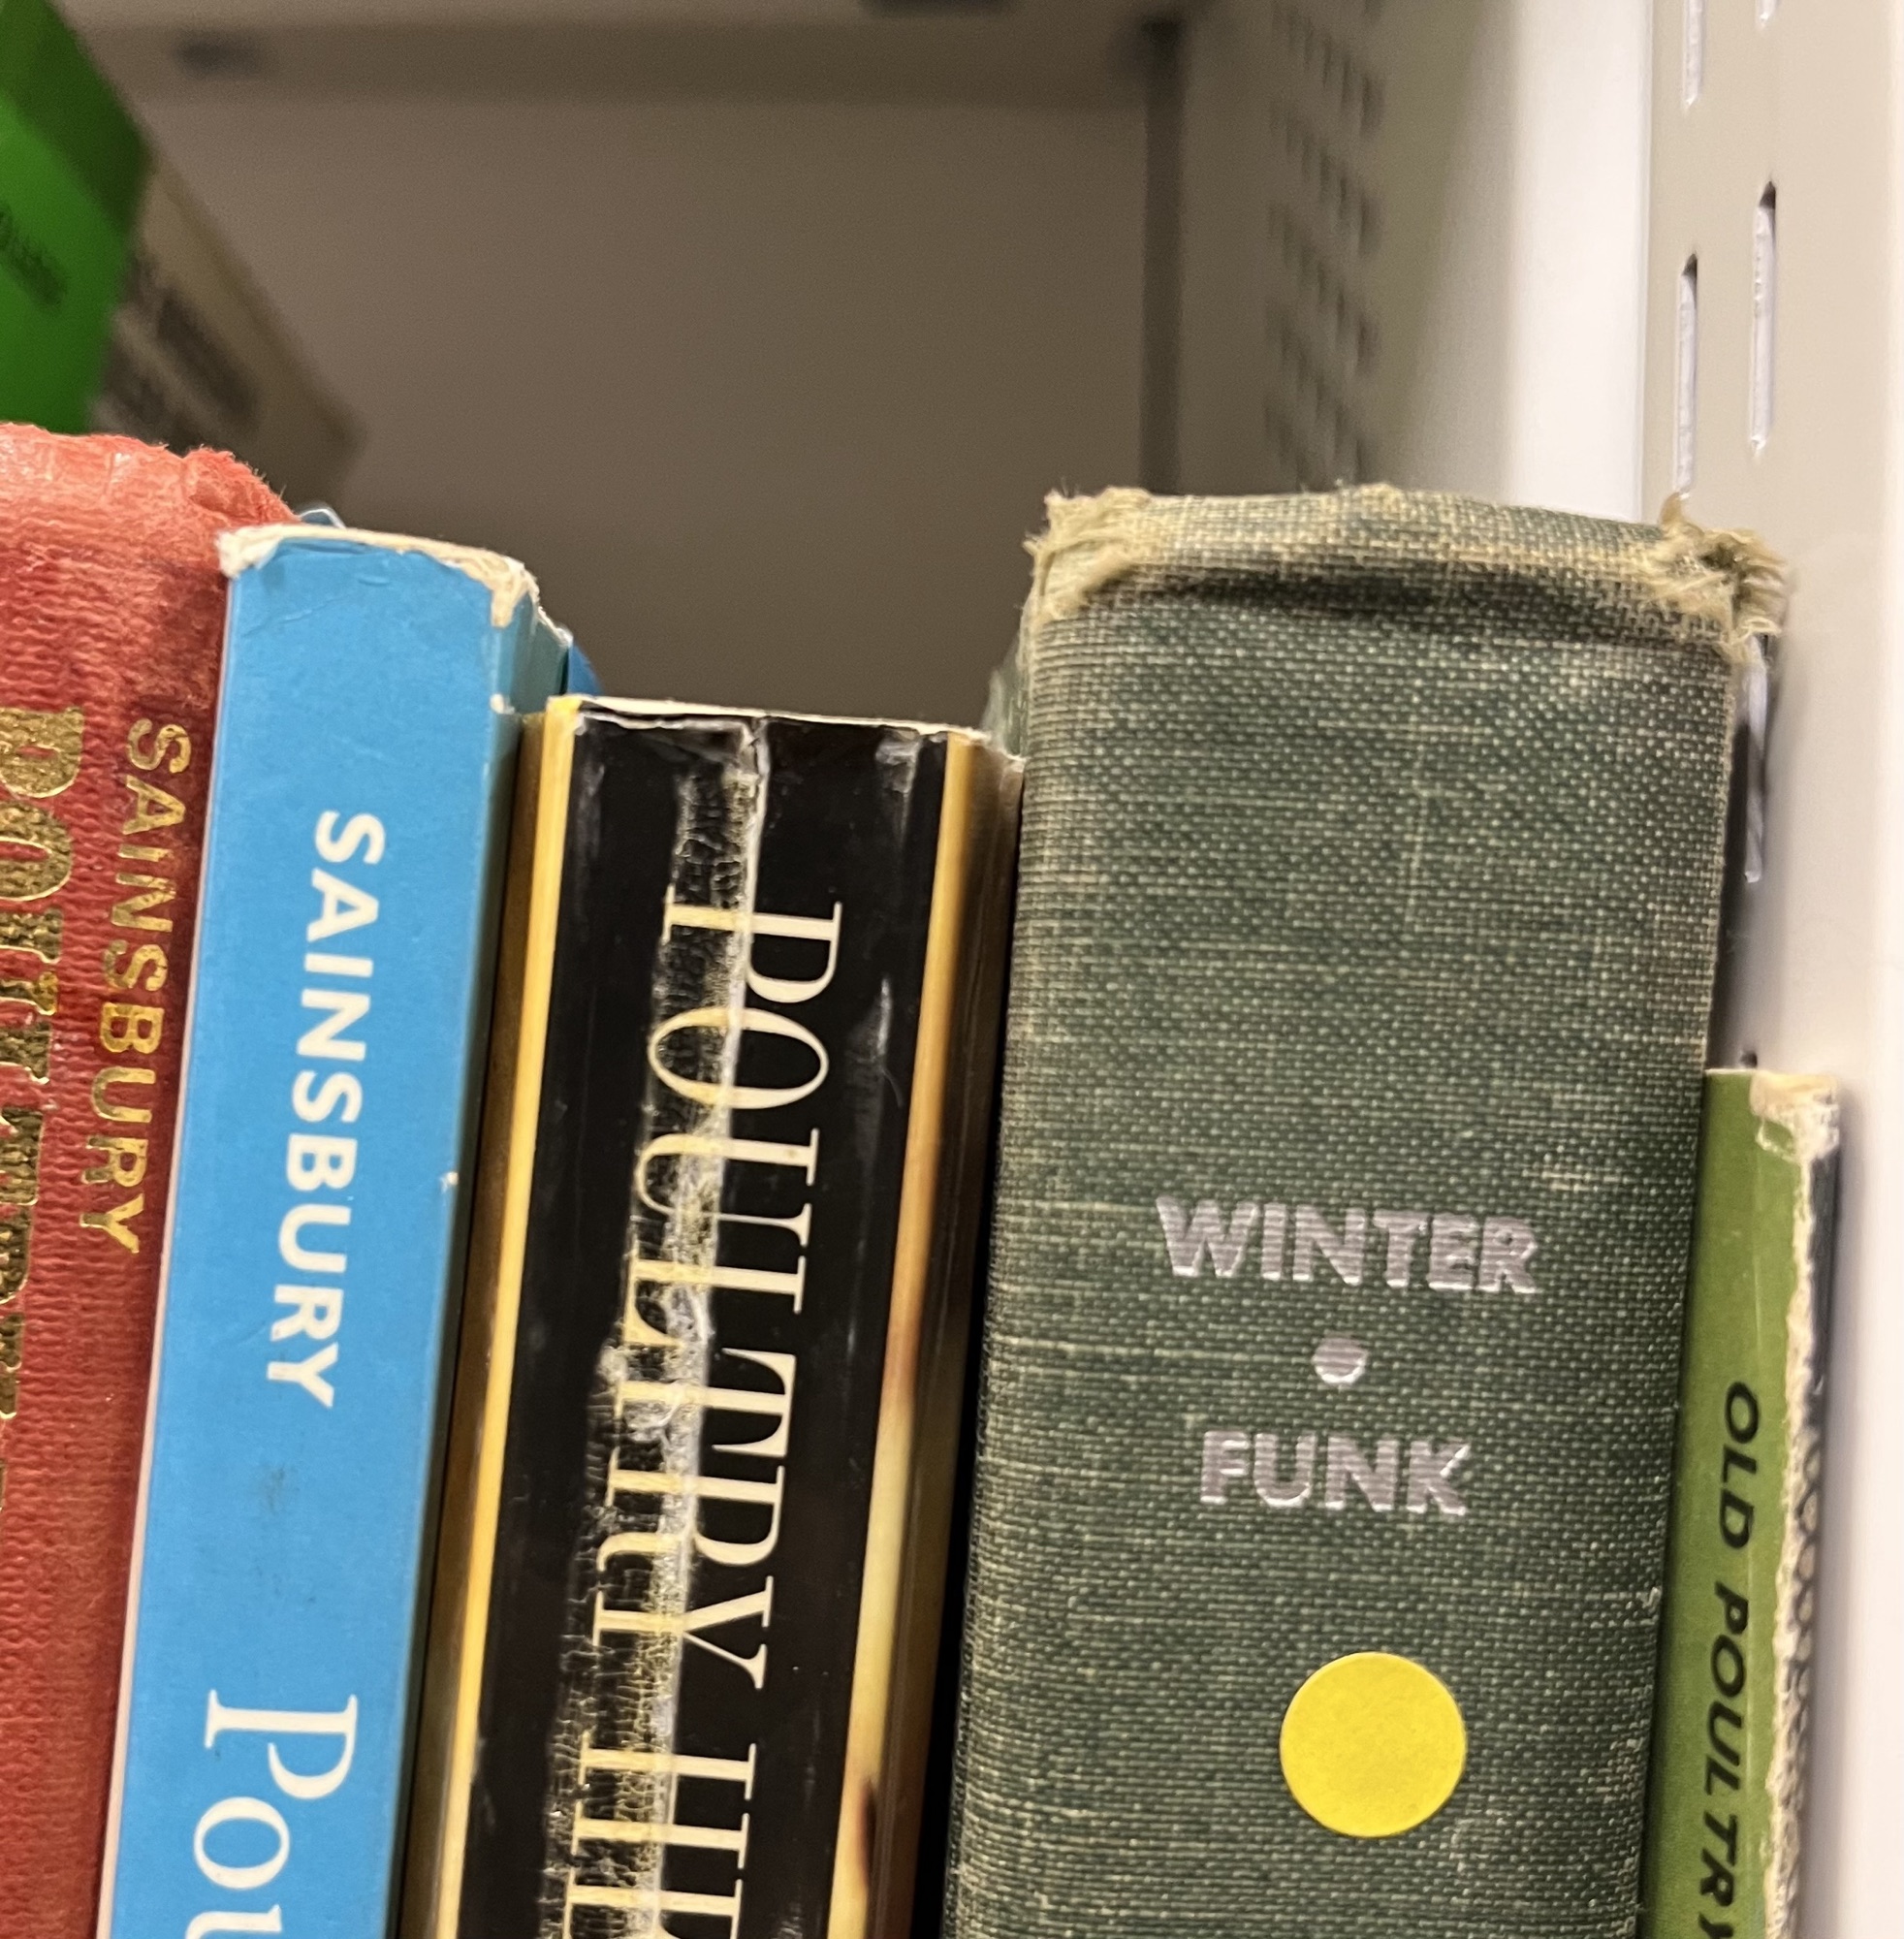 SAINSBURY
SAINSBURY
Pou
POULTRY
WINTER
•
FUNK
OLD POULTRY